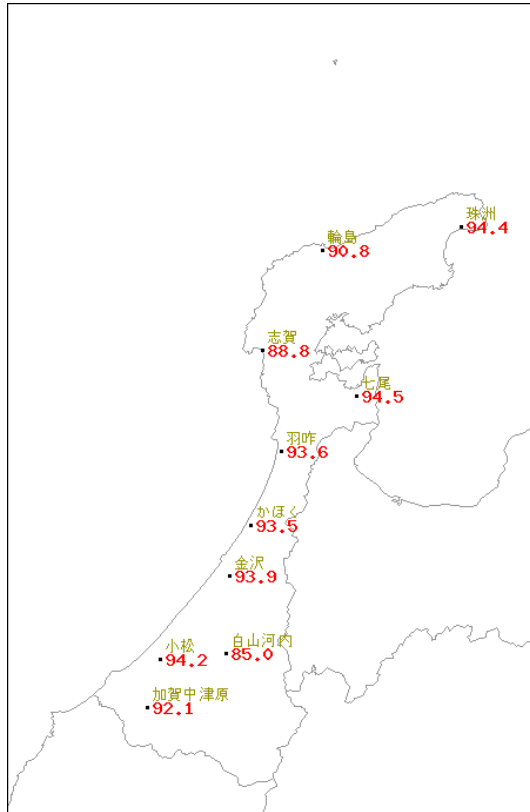 珠洲
94.4
輪島
90.8
志賀
88.8
七尾
94.5
羽咋
93.6
かほく
93.5
金沢
93.9
白山河内
85.0
小松
94.2
加賀中津原
92.1